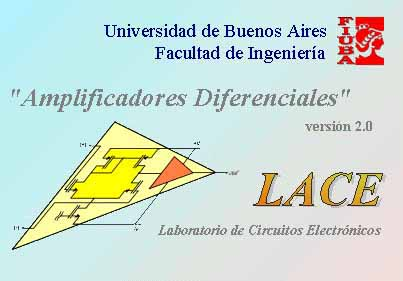 Universidad de Buenos Aires
Facultad de Ingeniería
FIUBA
"Amplificadores Diferenciales"
versión 2.0
LACE
Laboratorio de Circuitos Electrónicos